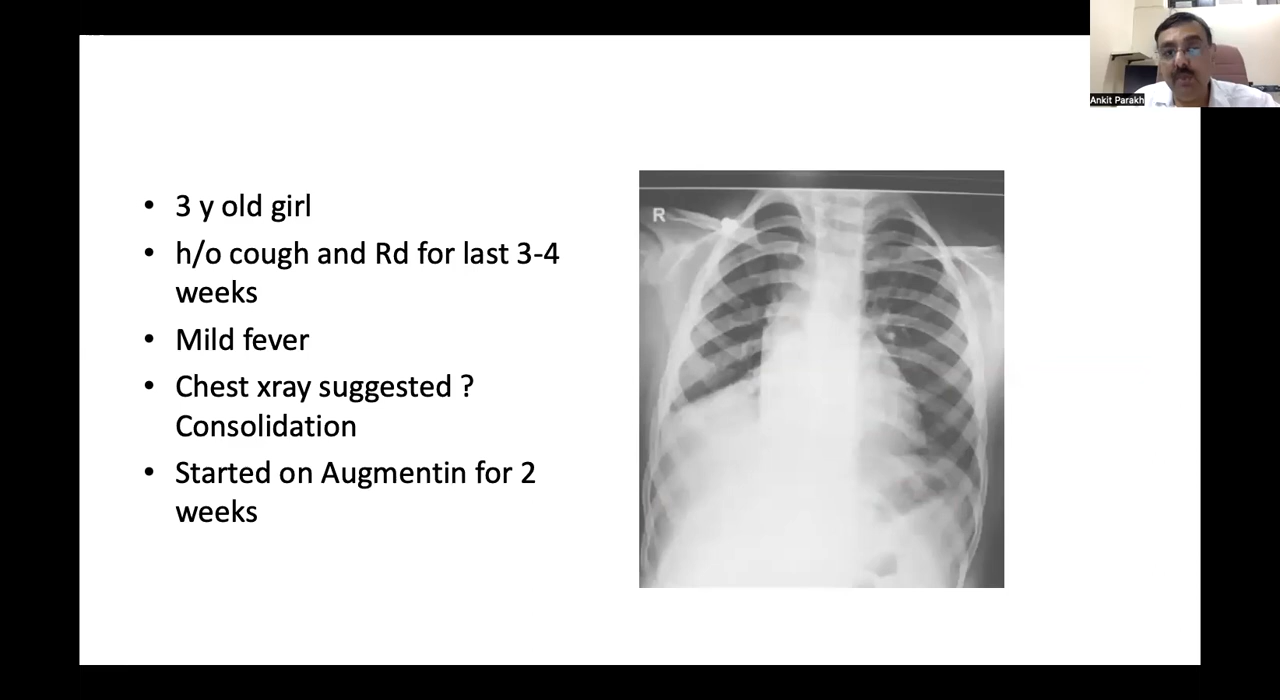 Ankit Parakh
• 3 y old girl
• h/o cough and Rd for last 3-4
weeks
• Mild fever
• Chest xray suggested ?
Consolidation
• Started on Augmentin for 2
weeks
R